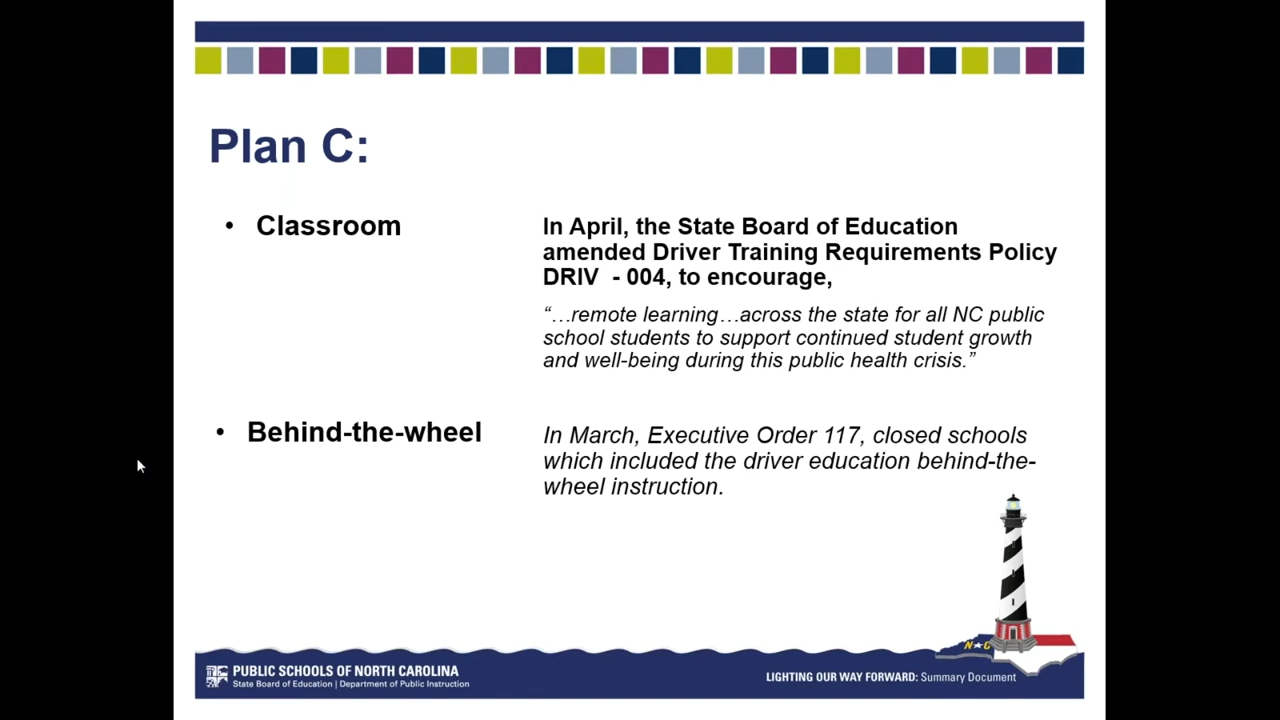 Plan C:
• Classroom
In April, the State Board of Education
amended Driver Training Requirements Policy
DRIV - 004, to encourage,
“…remote learning…across the state for all NC public
school students to support continued student growth
and well-being during this public health crisis.”
• Behind-the-wheel
In March, Executive Order 117, closed schools
which included the driver education behind-the-
wheel instruction.
N★C
PUBLIC SCHOOLS OF NORTH CAROLINA
State Board of Education | Department of Public Instruction
LIGHTING OUR WAY FORWARD: Summary Document